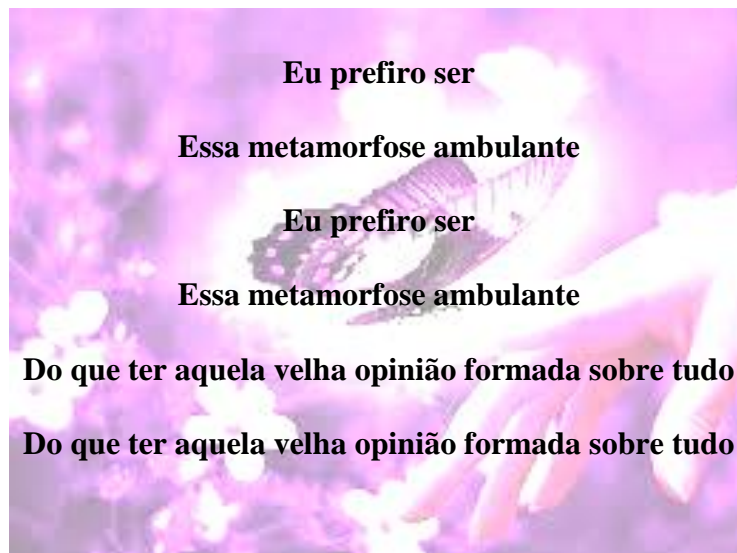 Eu prefiro ser
Essa metamorfose ambulante
Eu prefiro ser
Essa metamorfose ambulante
Do que ter aquela velha opinião formada sobre tudo
Do que ter aquela velha opinião formada sobre tudo